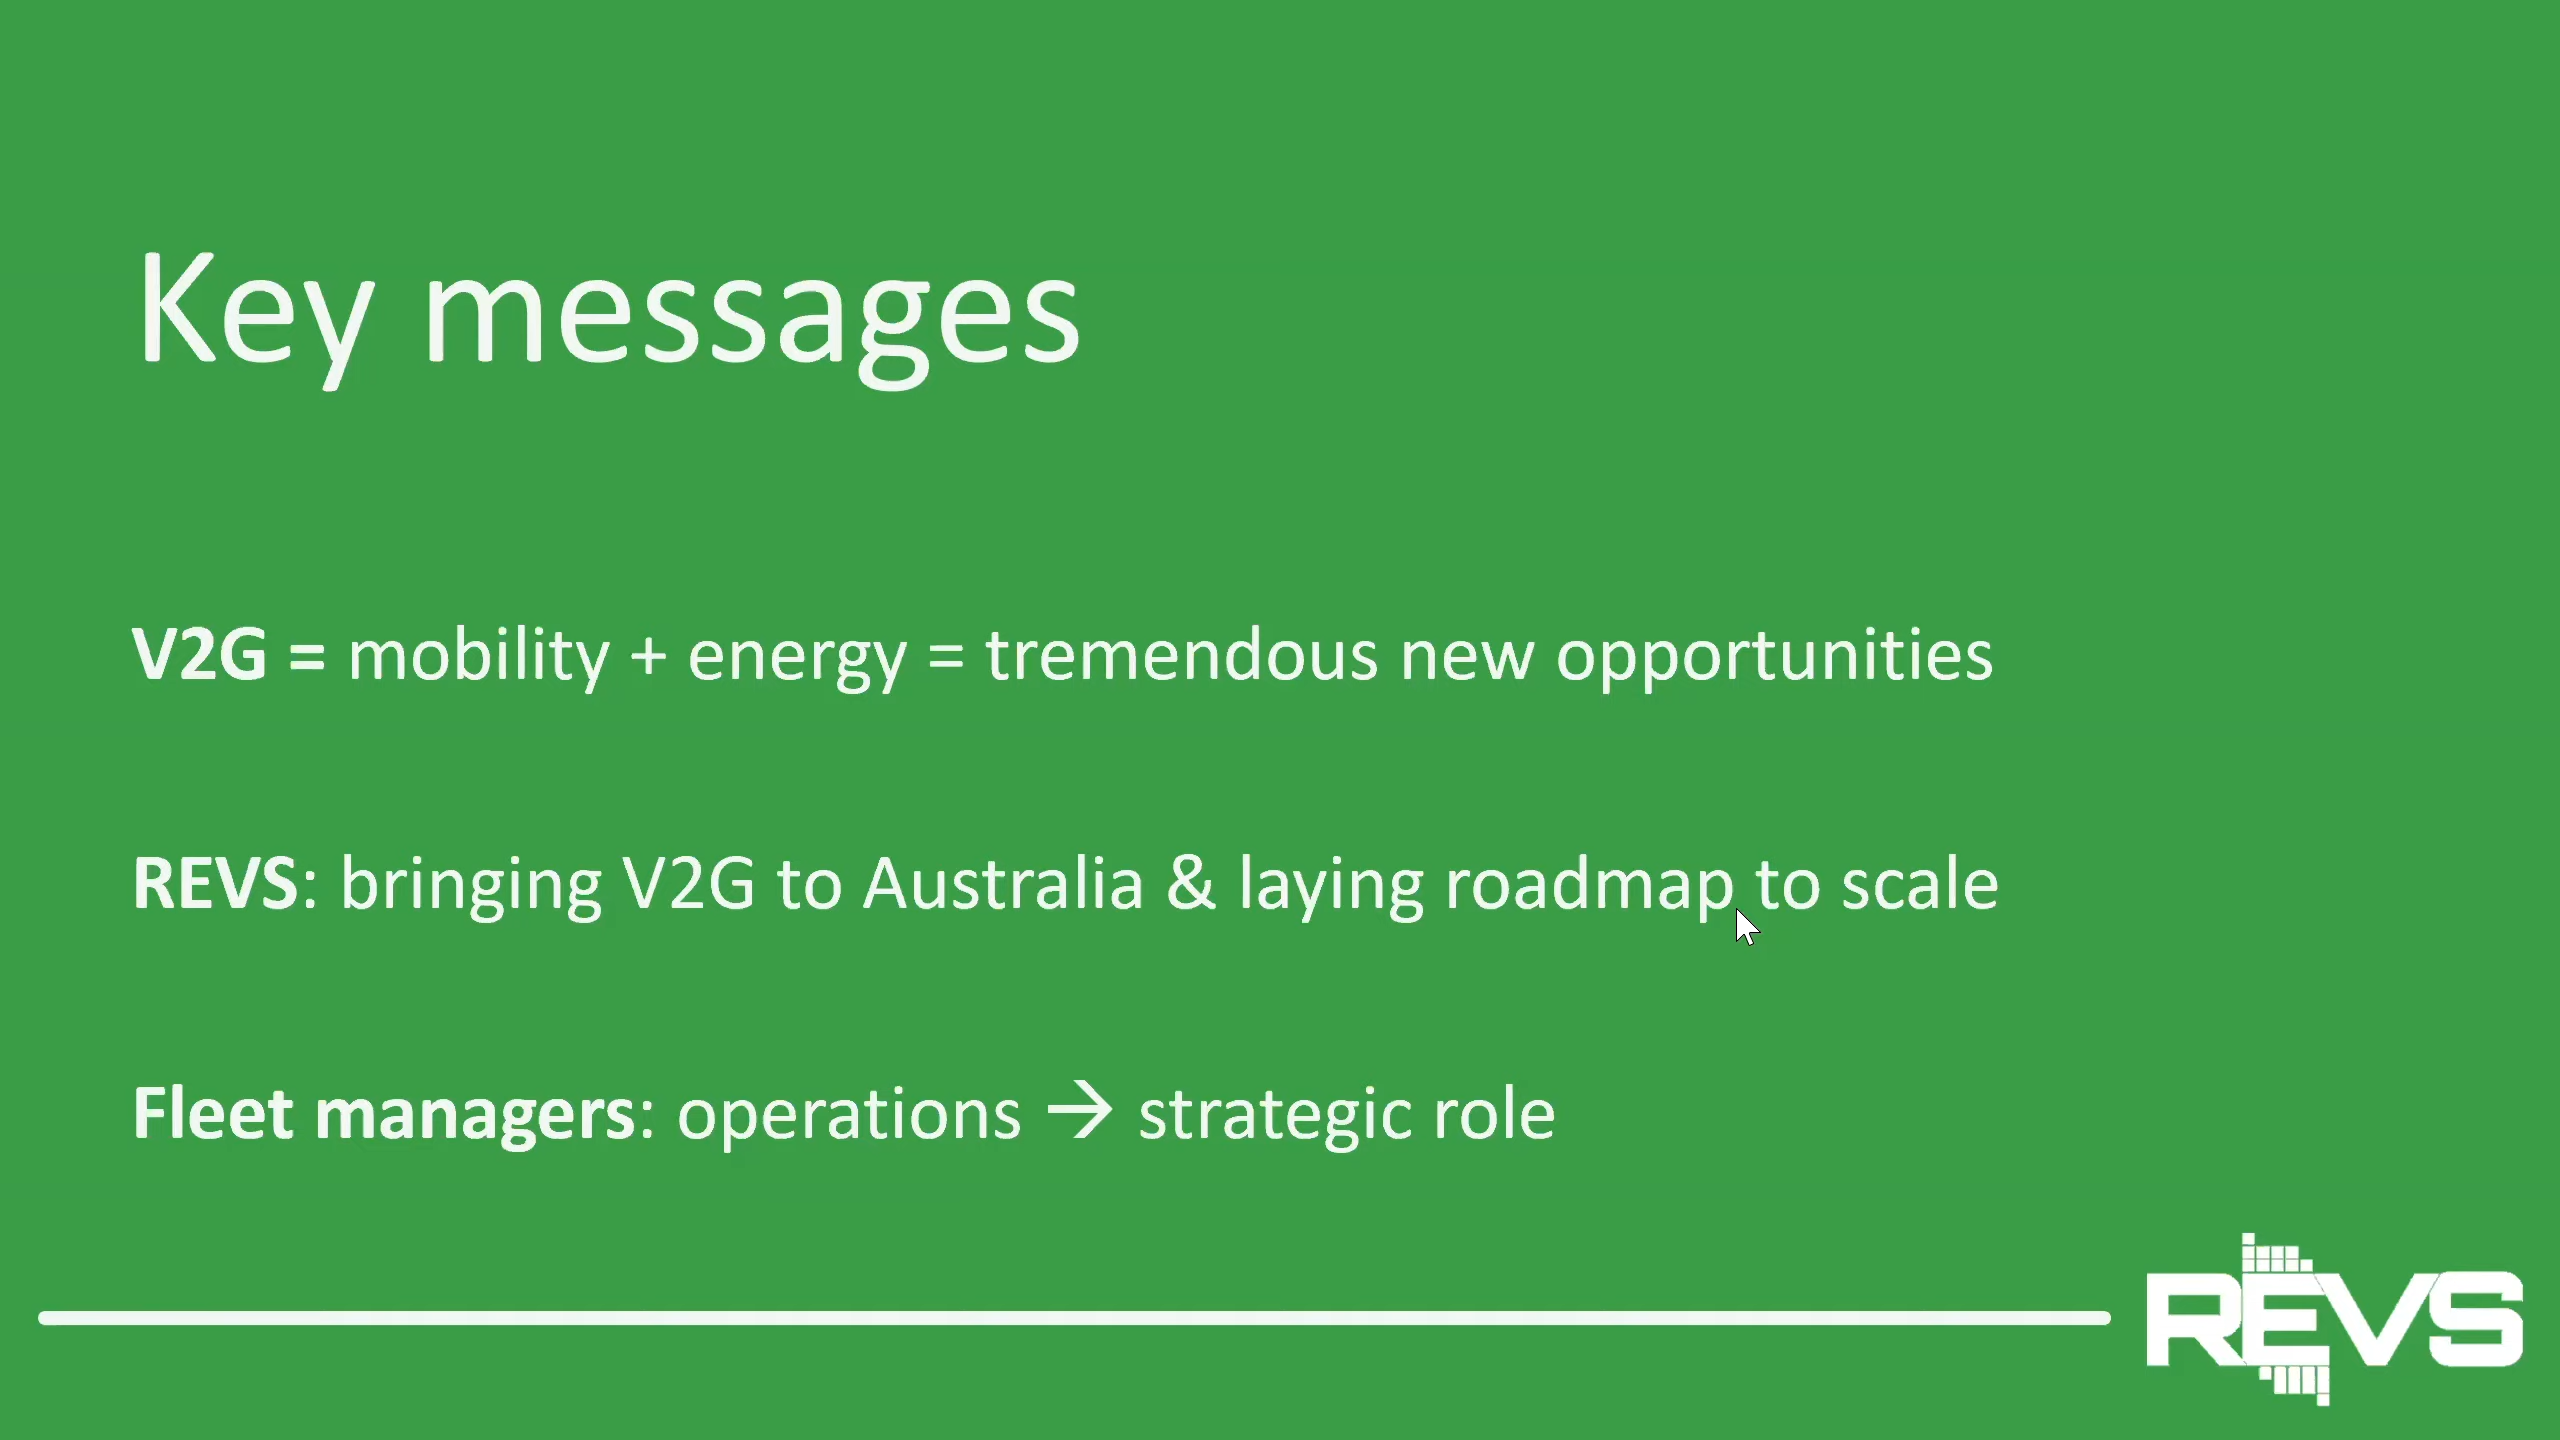 Key messages
V2G = mobility + energy = tremendous new opportunities
REVS: bringing V2G to Australia & laying roadmap to scale
Fleet managers: operations → strategic role
REVS